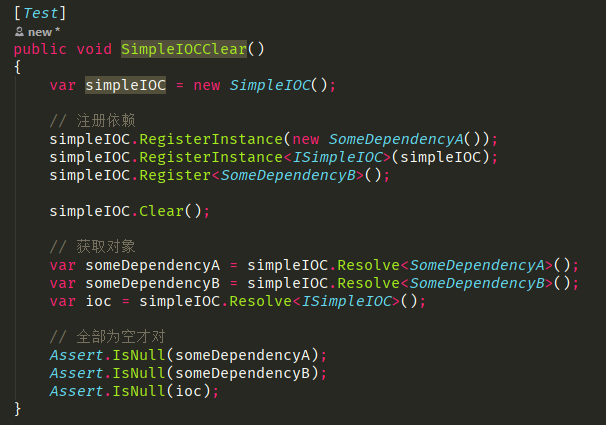 [Test]
new *
public void SimpleIOCClear()
{
var simpleIOC = new SimpleIOC();
// 注册依赖
simpleIOC.RegisterInstance(new SomeDependencyA());
simpleIOC.RegisterInstance<ISimpleIOC>(simpleIOC);
simpleIOC.Register<SomeDependencyB>();
simpleIOC.Clear();
// 获取对象
var someDependencyA = simpleIOC.Resolve<SomeDependencyA>();
var someDependencyB = simpleIOC.Resolve<SomeDependencyB>();
var ioc = simpleIOC.Resolve<ISimpleIOC>();
// 全部为空才对
Assert.IsNull(someDependencyA);
Assert.IsNull(someDependencyB);
Assert.IsNull(ioc);
}